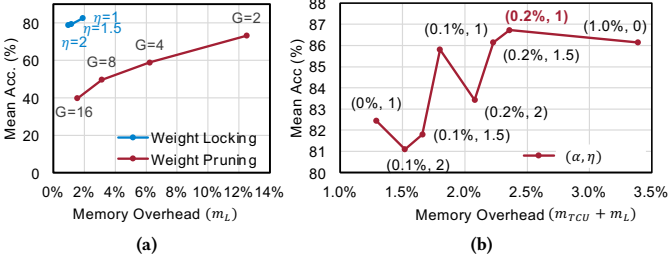 80
60
40
20
0
Mean Acc. (%)
η=1
η=1.5
η=2
G=2
G=4
G=8
G=16
Weight Locking
Weight Pruning
0% 2% 4% 6% 8% 10% 12% 14%
Memory Overhead (m_L)
(a)
88
87
86
85
84
83
82
81
80
Mean Acc (%)
(0.2%, 1)
(0.1%, 1)
(1.0%, 0)
(0.2%, 1.5)
(0%, 1)
(0.2%, 2)
(0.1%, 1.5)
(0.1%, 2)
(α,η)
1.0% 1.5% 2.0% 2.5% 3.0% 3.5%
Memory Overhead (m_TCU + m_L)
(b)